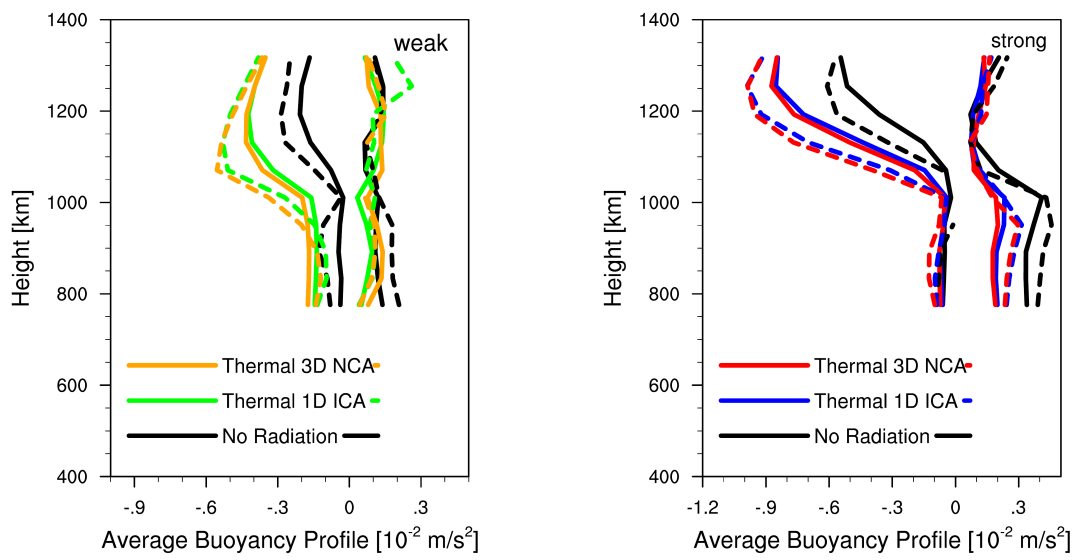 1400
1200
1000
800
600
400
Height [km]
weak
Thermal 3D NCA
Thermal 1D ICA
No Radiation
-.9 -.6 -.3 0 .3
Average Buoyancy Profile [10⁻² m/s²]
1400
1200
1000
800
600
400
Height [km]
strong
Thermal 3D NCA
Thermal 1D ICA
No Radiation
-1.2 -.9 -.6 -.3 0 .3
Average Buoyancy Profile [10⁻² m/s²]